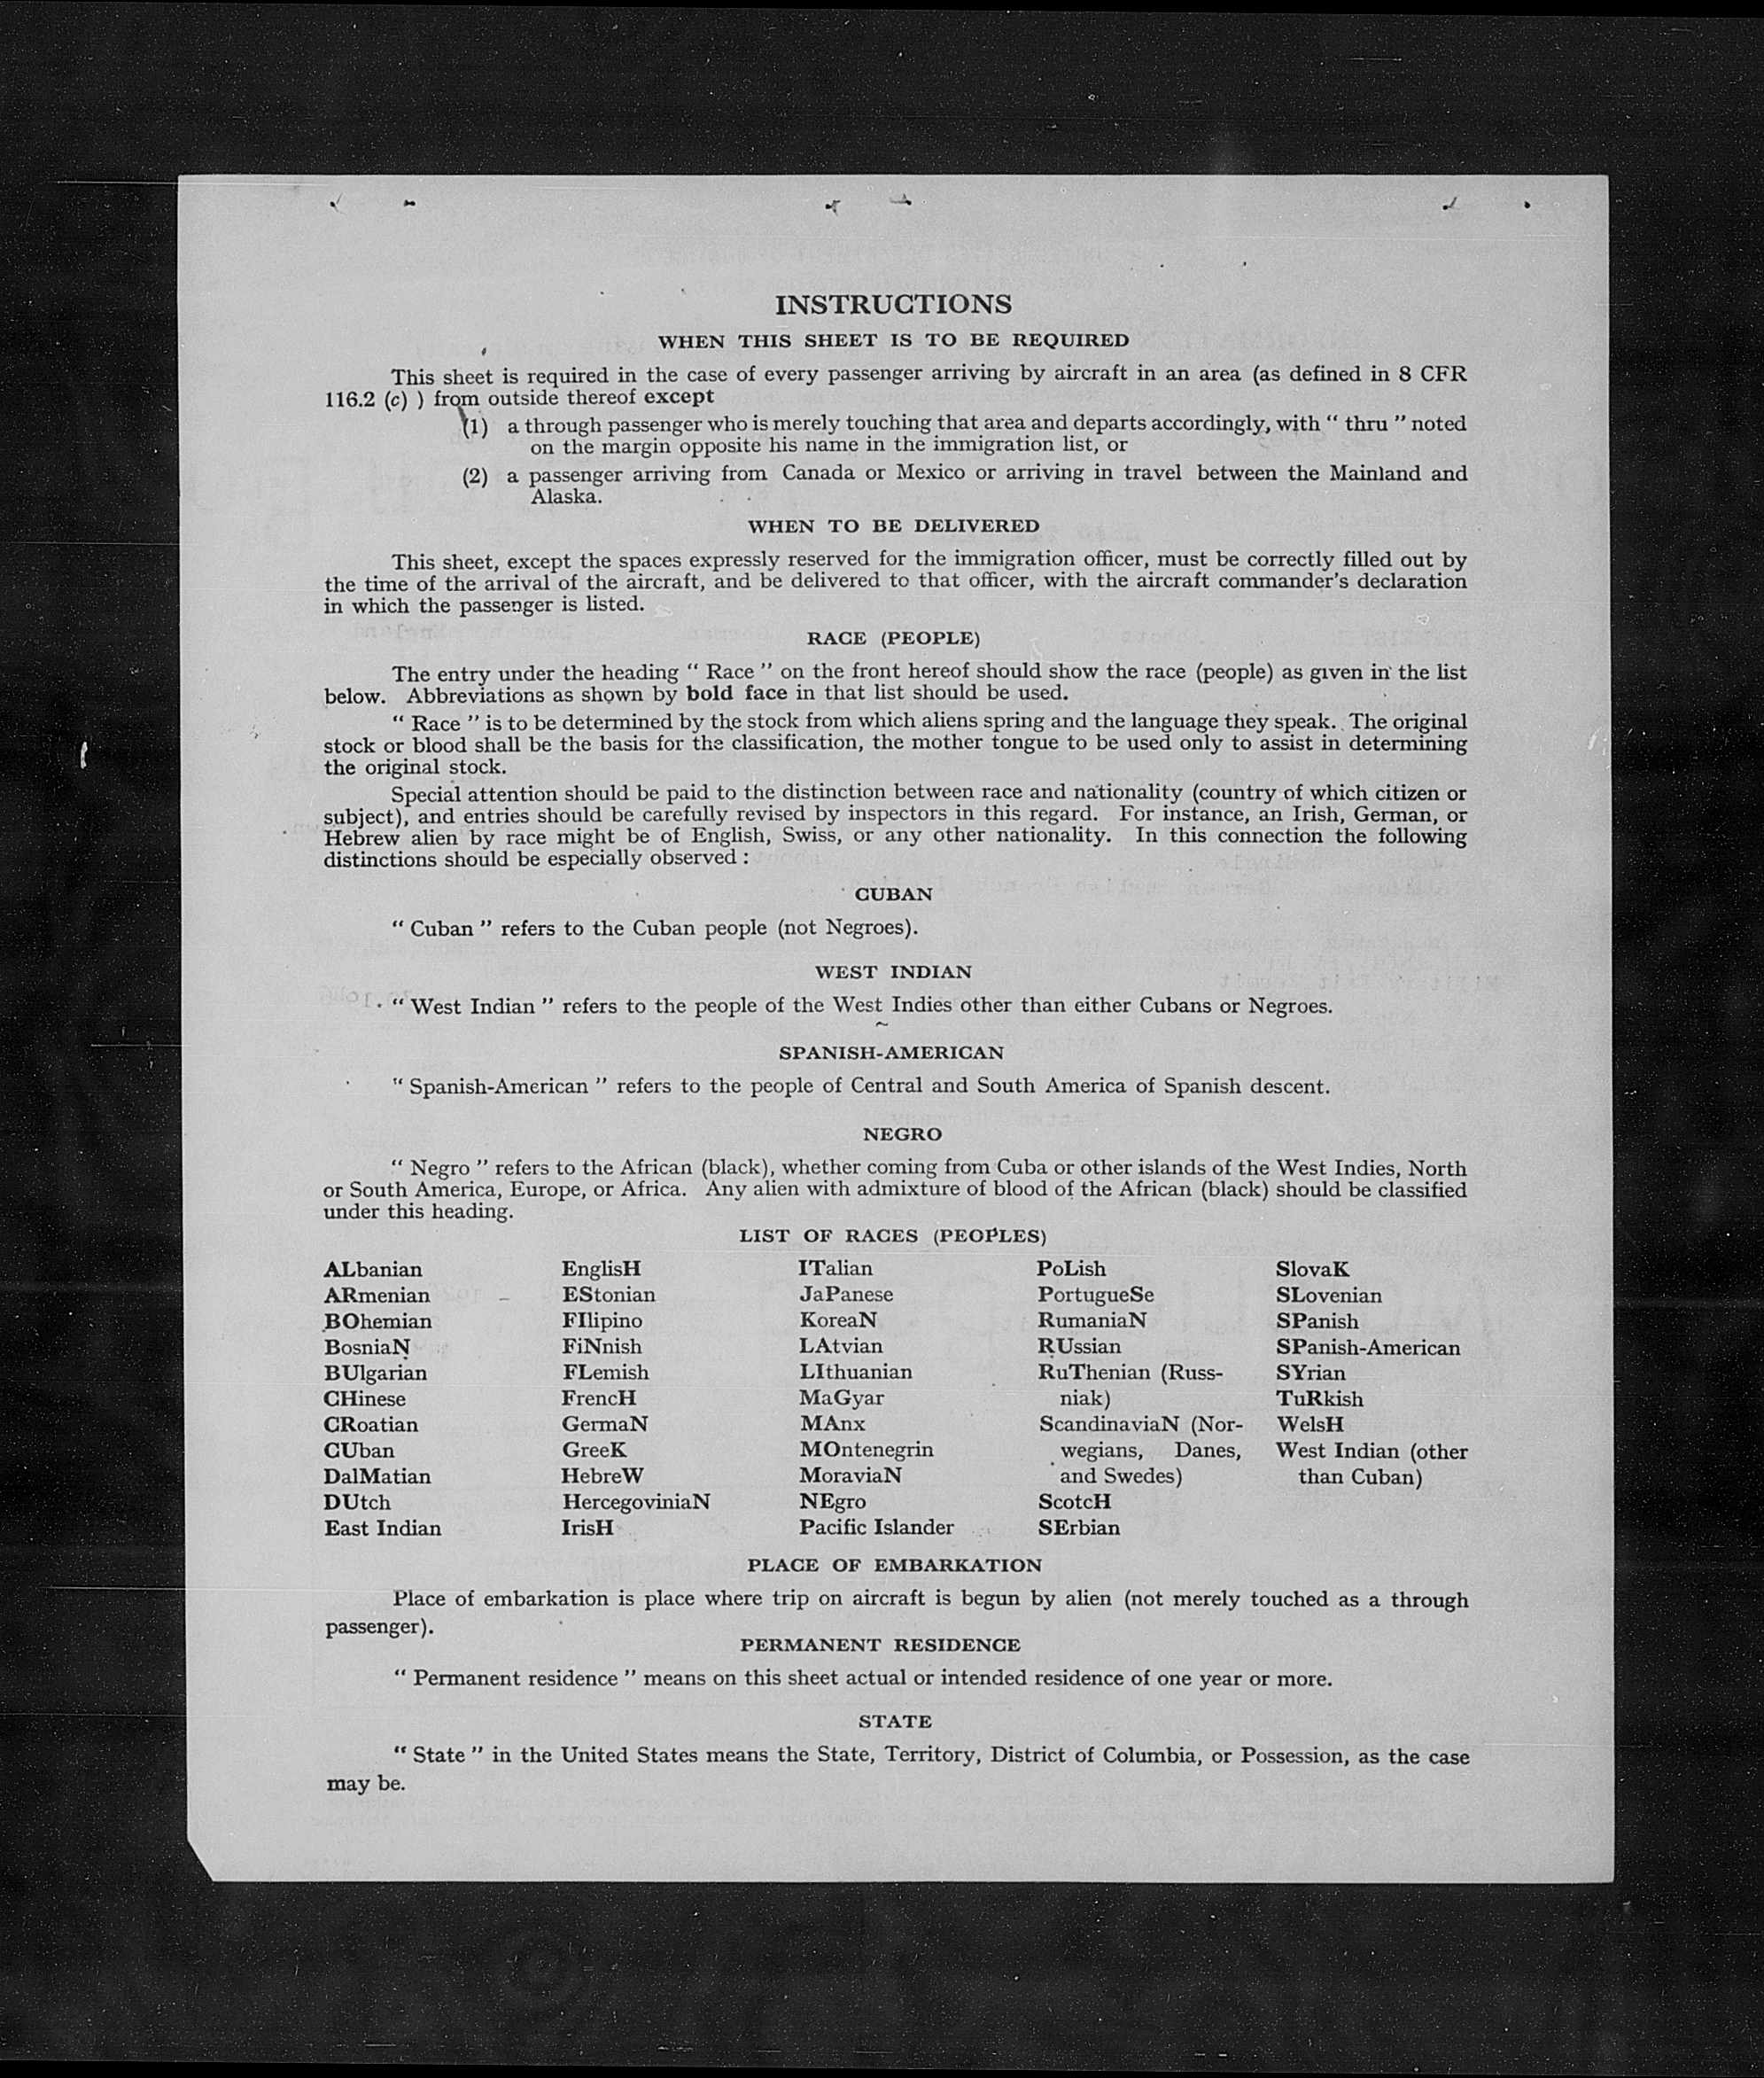 INSTRUCTIONS
WHEN THIS SHEET IS TO BE REQUIRED
This sheet is required in the case of every passenger arriving by aircraft in an area (as defined in 8 CFR
116.2 (c) ) from outside thereof except
(1) a through passenger who is merely touching that area and departs accordingly, with “ thru ” noted
on the margin opposite his name in the immigration list, or
(2) a passenger arriving from Canada or Mexico or arriving in travel between the Mainland and
Alaska.
WHEN TO BE DELIVERED
This sheet, except the spaces expressly reserved for the immigration officer, must be correctly filled out by
the time of the arrival of the aircraft, and be delivered to that officer, with the aircraft commander’s declaration
in which the passenger is listed.
RACE (PEOPLE)
The entry under the heading “ Race ” on the front hereof should show the race (people) as given in the list
below. Abbreviations as shown by bold face in that list should be used.
“ Race ” is to be determined by the stock from which aliens spring and the language they speak. The original
stock or blood shall be the basis for the classification, the mother tongue to be used only to assist in determining
the original stock.
Special attention should be paid to the distinction between race and nationality (country of which citizen or
subject), and entries should be carefully revised by inspectors in this regard. For instance, an Irish, German, or
Hebrew alien by race might be of English, Swiss, or any other nationality. In this connection the following
distinctions should be especially observed :
CUBAN
“ Cuban ” refers to the Cuban people (not Negroes).
WEST INDIAN
“ West Indian ” refers to the people of the West Indies other than either Cubans or Negroes.
SPANISH-AMERICAN
“ Spanish-American ” refers to the people of Central and South America of Spanish descent.
NEGRO
“ Negro ” refers to the African (black), whether coming from Cuba or other islands of the West Indies, North
or South America, Europe, or Africa. Any alien with admixture of blood of the African (black) should be classified
under this heading.
LIST OF RACES (PEOPLES)
ALbanian
ARmenian
BOhemian
BosniaN
BUlgarian
CHinese
CRoatian
CUban
DalMatian
DUtch
East Indian
EnglisH
EStonian
FIlipino
FiNnish
FLemish
FrencH
GermaN
GreeK
HebreW
HercegoviniaN
IrisH
ITalian
JaPanese
KoreaN
LAtvian
LIthuanian
MaGyar
MAnx
MOntenegrin
MoraviaN
NEgro
Pacific Islander
PoLish
PortugueSe
RumaniaN
RUssian
RuThenian (Russ-
niak)
ScandinaviaN (Nor-
wegians, Danes,
and Swedes)
ScotcH
SErbian
SlovaK
SLovenian
SPanish
SPanish-American
SYrian
TuRkish
WelsH
West Indian (other
than Cuban)
PLACE OF EMBARKATION
Place of embarkation is place where trip on aircraft is begun by alien (not merely touched as a through
passenger).
PERMANENT RESIDENCE
“ Permanent residence ” means on this sheet actual or intended residence of one year or more.
STATE
“ State ” in the United States means the State, Territory, District of Columbia, or Possession, as the case
may be.